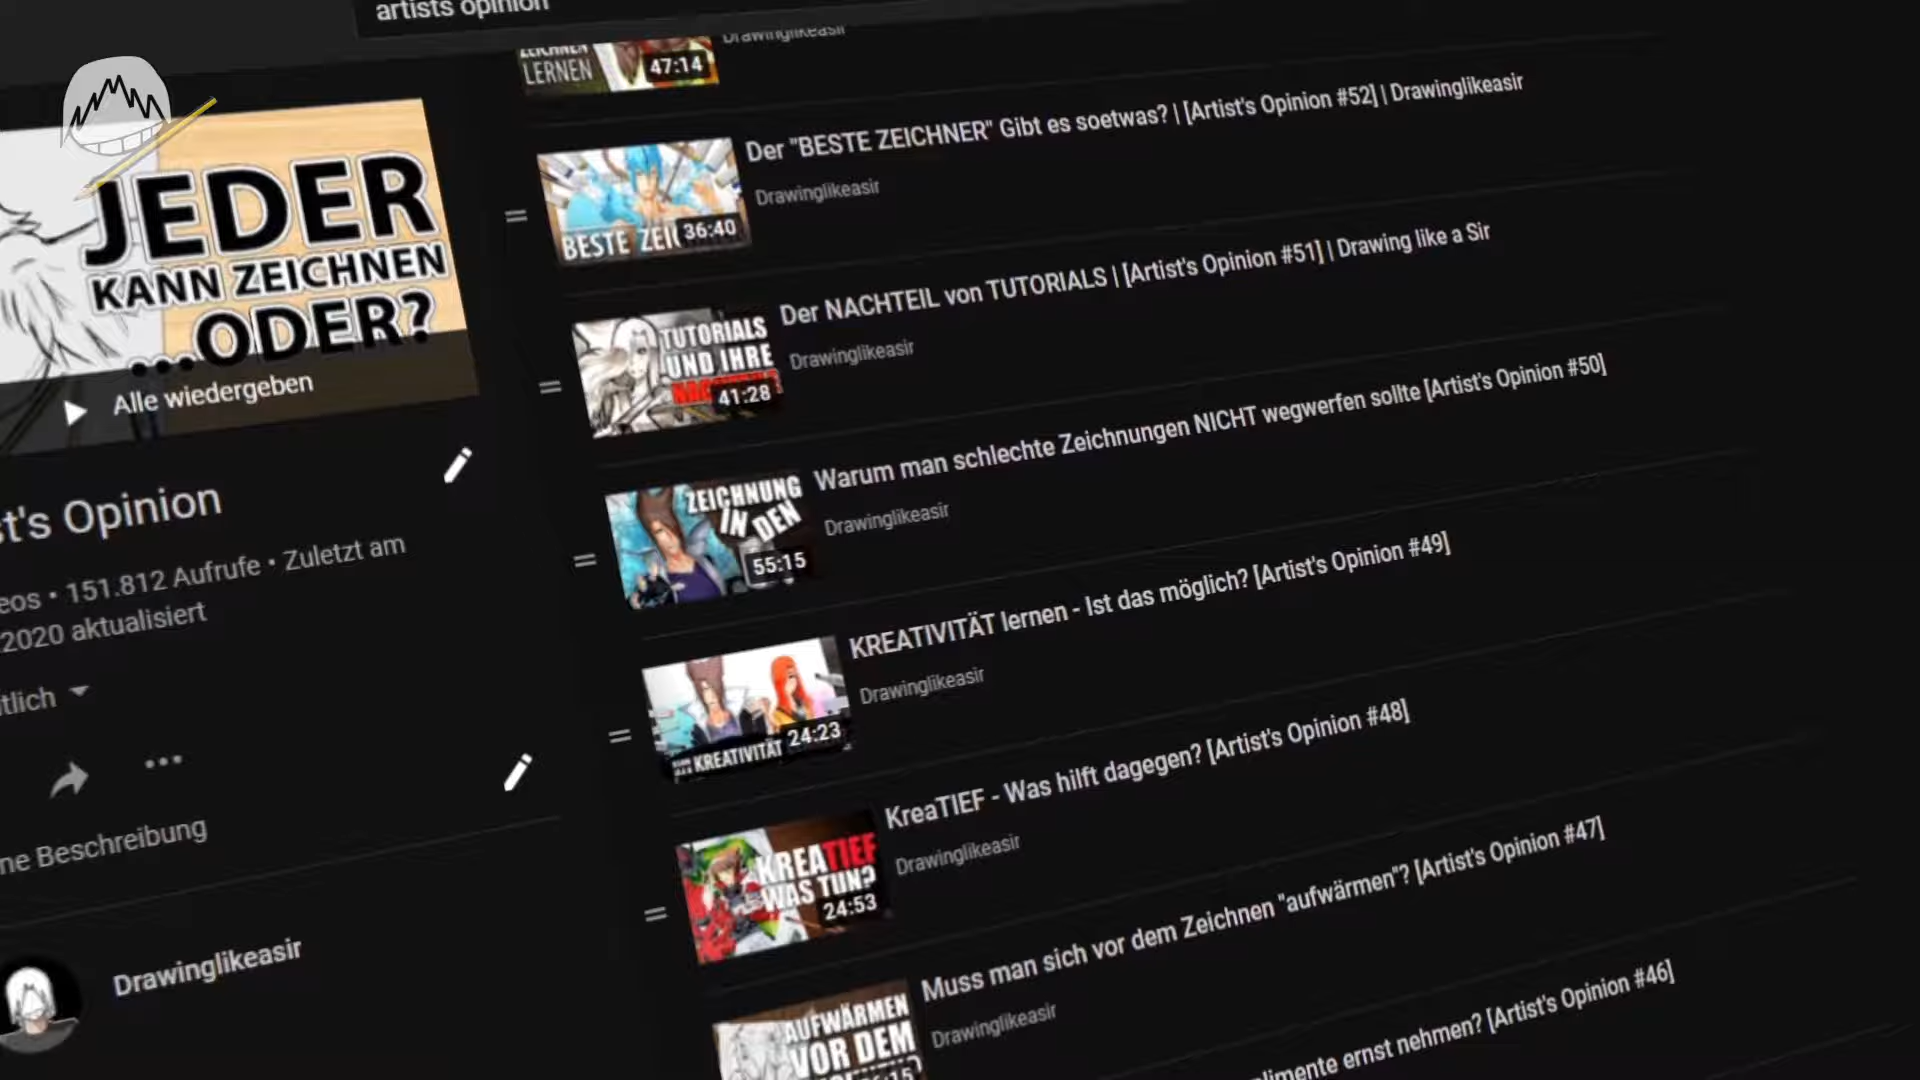 artists opinion
JEDER
KANN ZEICHNEN
...ODER?
Alle wiedergeben
st's Opinion
eos • 151.812 Aufrufe • Zuletzt am
2020 aktualisiert
tlich
ne Beschreibung
Drawinglikeasir
ZEICHNEN
LERNEN
47:14
Drawinglikeasir
Der "BESTE ZEICHNER" Gibt es soetwas? | [Artist's Opinion #52] | Drawinglikeasir
Drawinglikeasir
BESTE ZEI
36:40
Der NACHTEIL von TUTORIALS | [Artist's Opinion #51] | Drawing like a Sir
Drawinglikeasir
TUTORIALS
UND IHRE
41:28
Warum man schlechte Zeichnungen NICHT wegwerfen sollte [Artist's Opinion #50]
Drawinglikeasir
ZEICHNUNG
IN DEN
55:15
KREATIVITÄT lernen - Ist das möglich? [Artist's Opinion #49]
Drawinglikeasir
KREATIVITÄT
24:23
KreaTIEF - Was hilft dagegen? [Artist's Opinion #48]
Drawinglikeasir
KREATIEF
WAS TUN?
24:53
Muss man sich vor dem Zeichnen "aufwärmen"? [Artist's Opinion #47]
Drawinglikeasir
AUFWÄRMEN
VOR DEM
limente ernst nehmen? [Artist's Opinion #46]